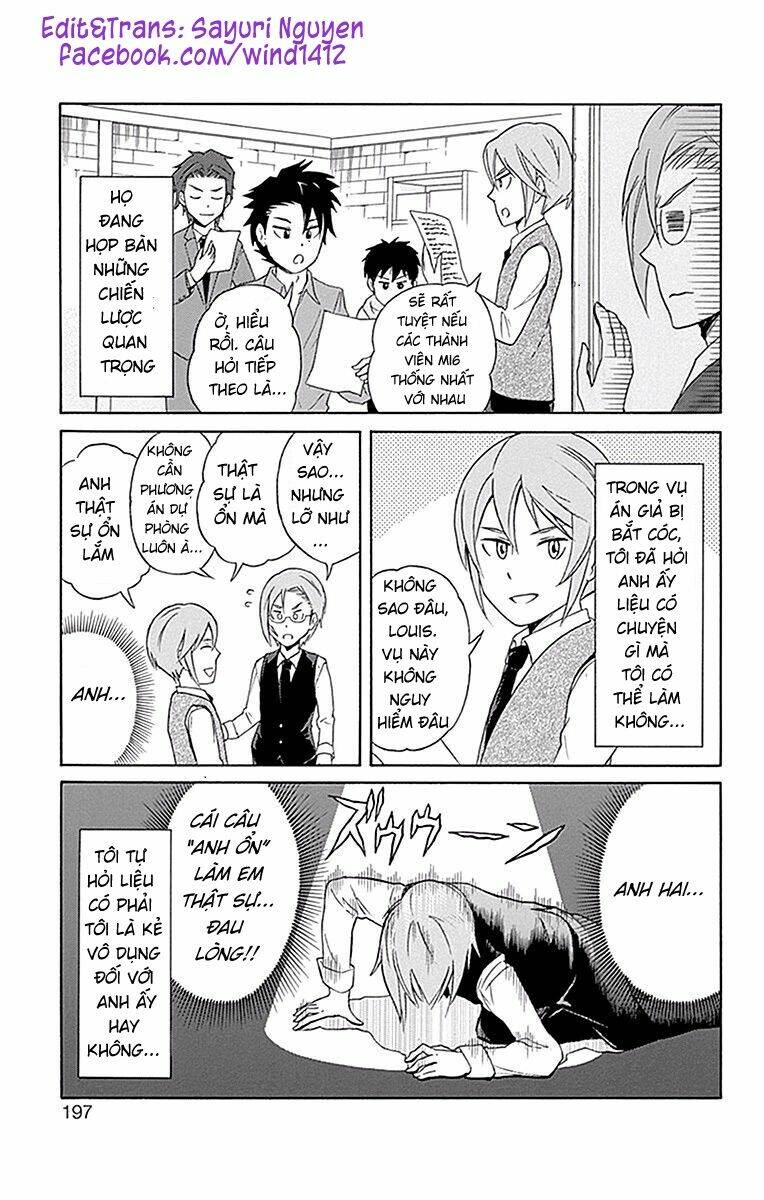 Edit&Trans: Sayuri Nguyen
facebook.com/wind1412
HỌ
ĐANG
HỌP BÀN
NHỮNG
CHIẾN
LƯỢC
QUAN
TRỌNG
Ờ, HIỂU
RỒI. CÂU
HỎI TIẾP
THEO LÀ...
SẼ RẤT
TUYỆT NẾU
CÁC THÀNH
VIÊN MI6
THỐNG NHẤT
VỚI NHAU
TRONG VỤ
ÁN GIẢ BỊ
BẮT CÓC,
TÔI ĐÃ HỎI
ANH ẤY
LIỆU CÓ
CHUYỆN
GÌ MÀ
TÔI CÓ
THỂ LÀM
KHÔNG...
KHÔNG
SAO ĐÂU,
LOUIS.
VỤ NÀY
KHÔNG
NGUY
HIỂM ĐÂU
VẬY
SAO...
NHƯNG
LỠ NHƯ
...
THẬT
SỰ LÀ
ỔN MÀ
KHÔNG
CẦN
PHƯƠNG
ÁN DỰ
PHÒNG
LUÔN À...
ANH
THẬT
SỰ ỔN
LẮM
ANH...
ANH HAI...
ズゥゥーン
CÁI CÂU
"ANH ỔN"
LÀM EM
THẬT SỰ...
ĐAU
LÒNG!!
TÔI TỰ
HỎI LIỆU
CÓ PHẢI
TÔI LÀ KẺ
VÔ DỤNG
ĐỐI VỚI
ANH ẤY
HAY
KHÔNG...
197